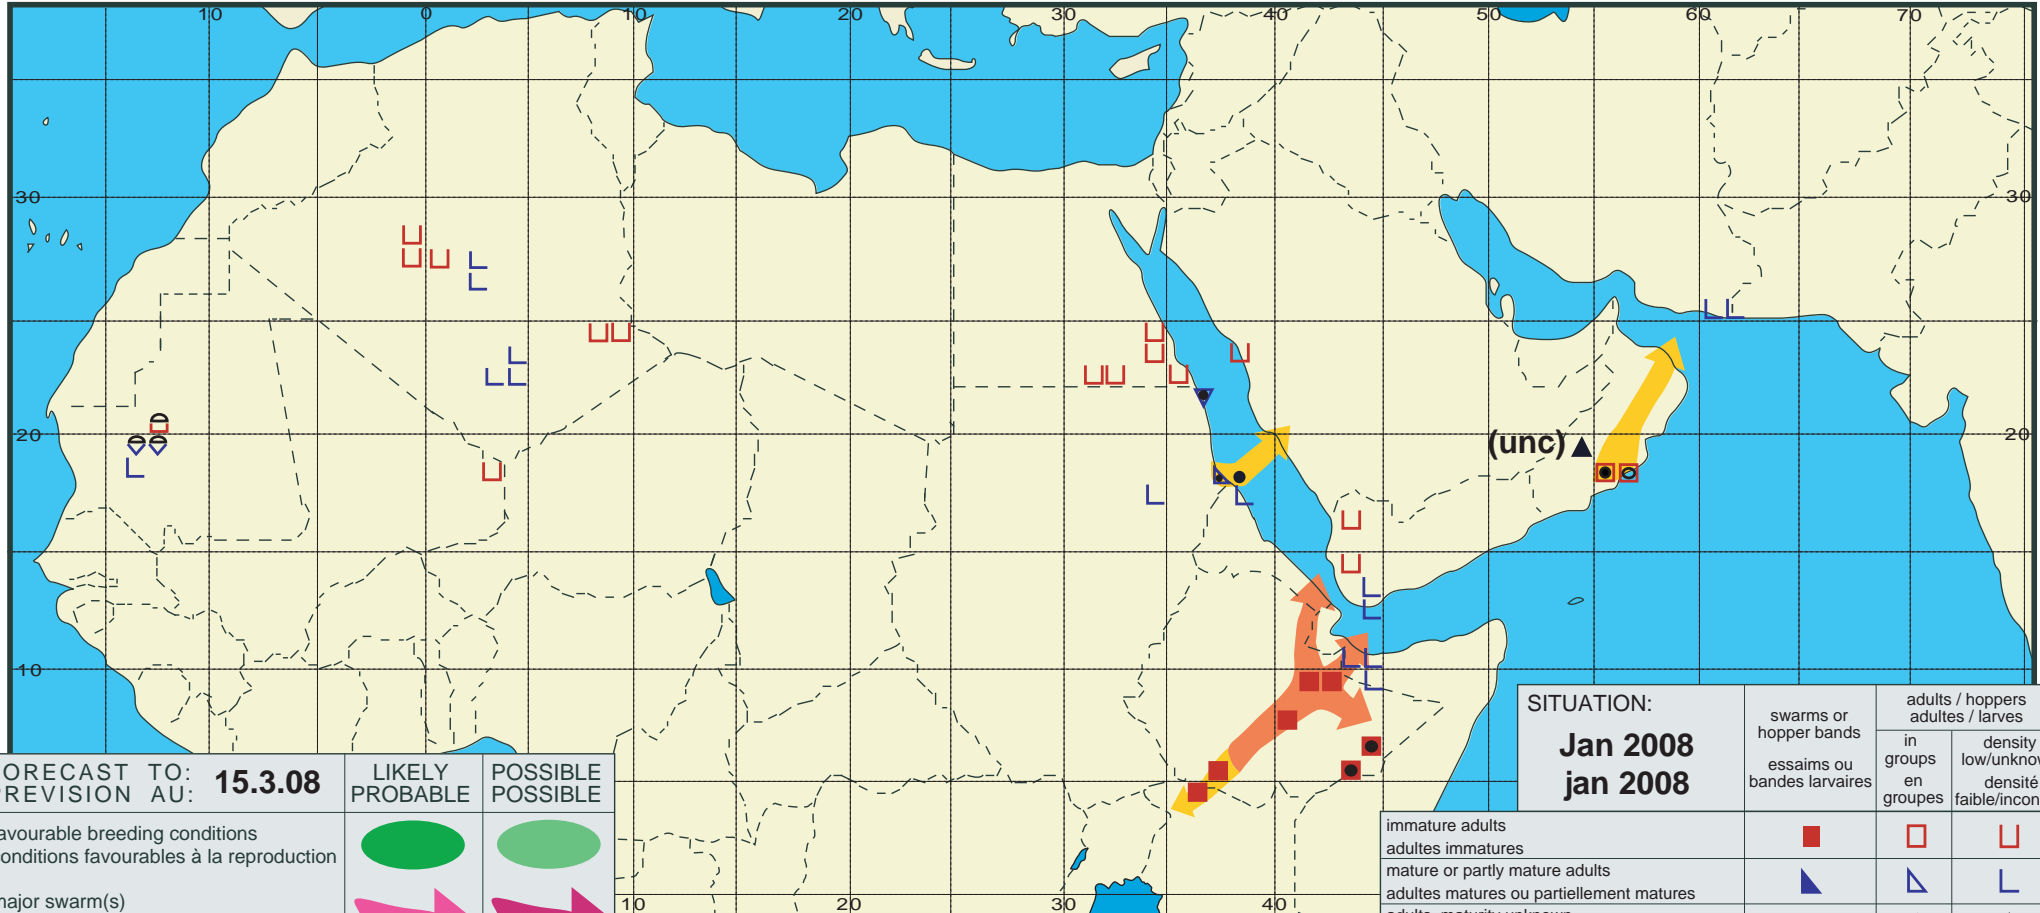 10 0 10 20 30 40 50 60 70
30 30
20 20
(unc)
10
SITUATION:
Jan 2008
jan 2008
swarms or
hopper bands
essaims ou
bandes larvaires
adults / hoppers
adultes / larves
in
groups
en
groupes
density
low/unknow
densité
faible/incon
immature adults
adultes immatures
mature or partly mature adults
adultes matures ou partiellement matures
adults, maturity unknown
ORECAST TO:
REVISION AU:
15.3.08
LIKELY
PROBABLE
POSSIBLE
POSSIBLE
avourable breeding conditions
onditions favourables à la reproduction
najor swarm(s)
10 20 30 40